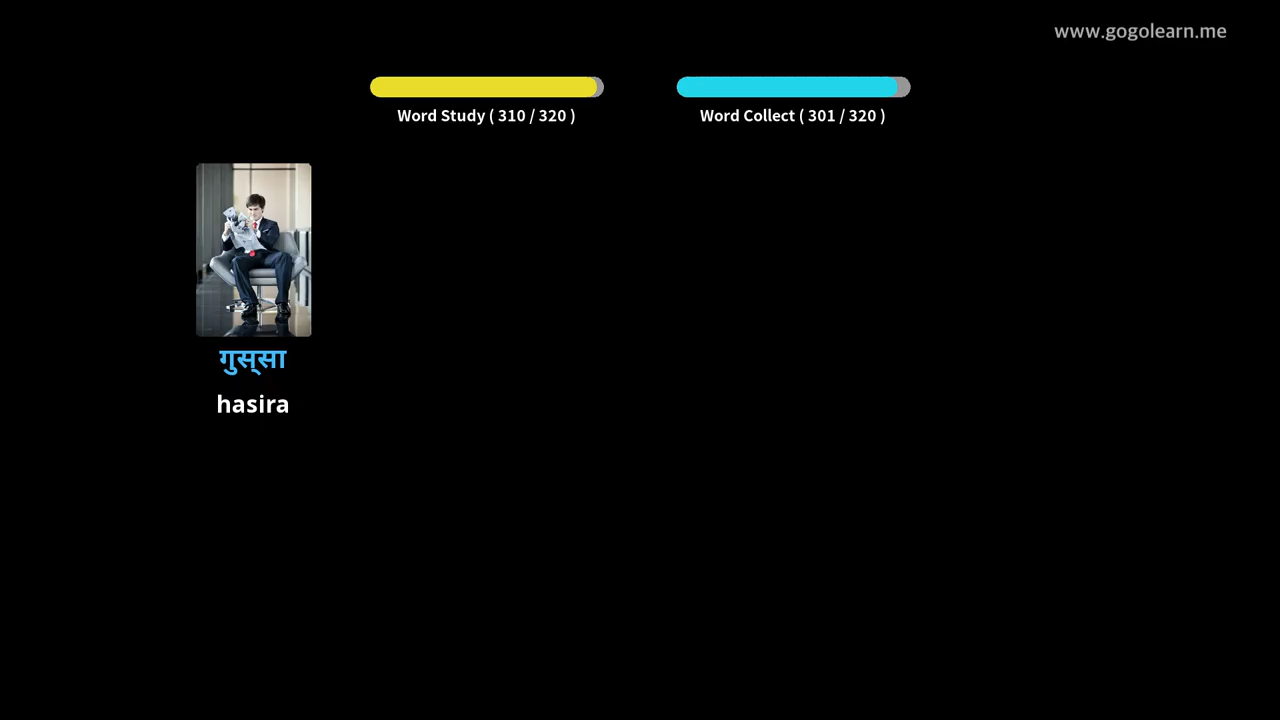 www.gogolearn.me
Word Study ( 310 / 320 )
Word Collect ( 301 / 320 )
गुस्‌सा
hasira